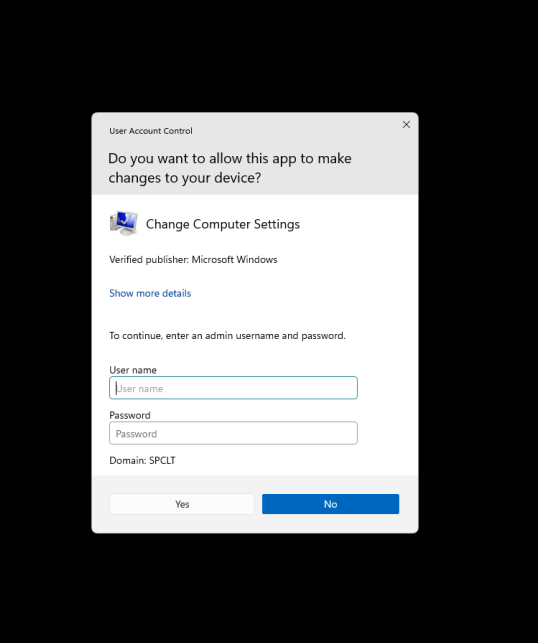 User Account Control
Do you want to allow this app to make
changes to your device?
Change Computer Settings
Verified publisher: Microsoft Windows
Show more details
To continue, enter an admin username and password.
User name
User name
Password
Password
Domain: SPCLT
Yes
No